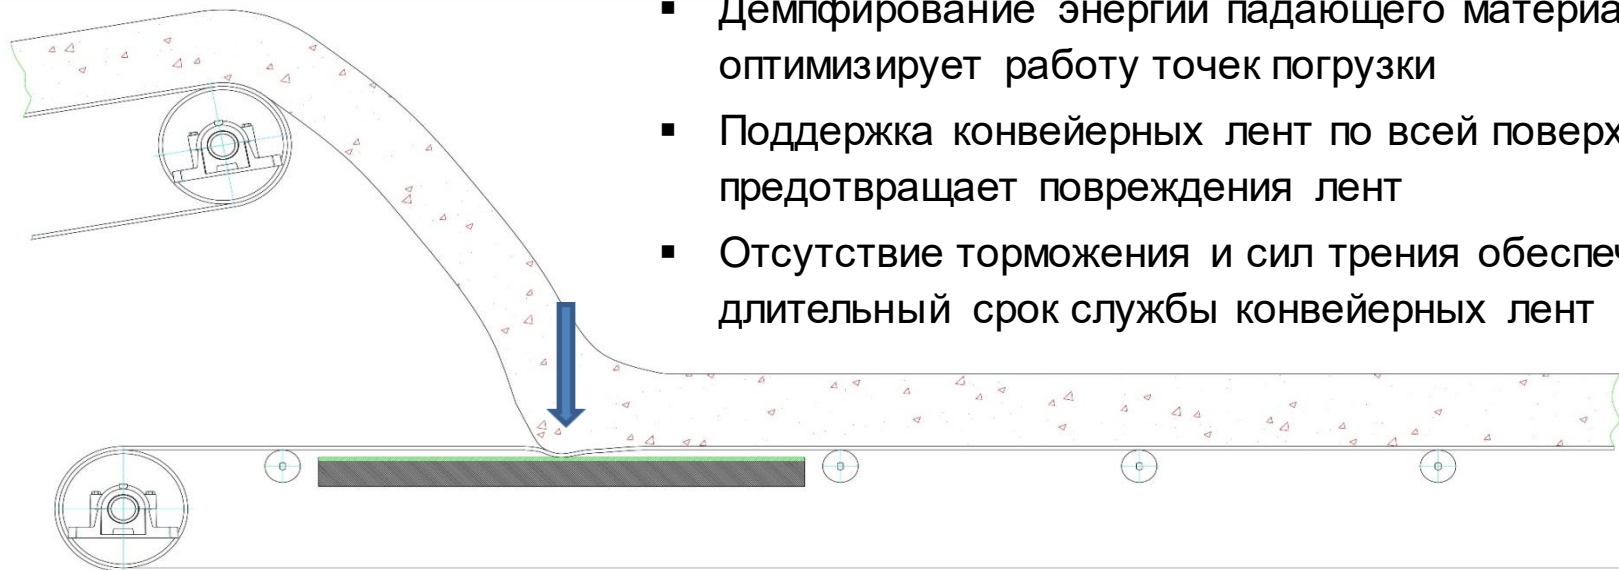 Демпфирование энергии падающего материа
оптимизирует работу точек погрузки
Поддержка конвейерных лент по всей поверх
предотвращает повреждения лент
Отсутствие торможения и сил трения обеспеч
длительный срок службы конвейерных лент